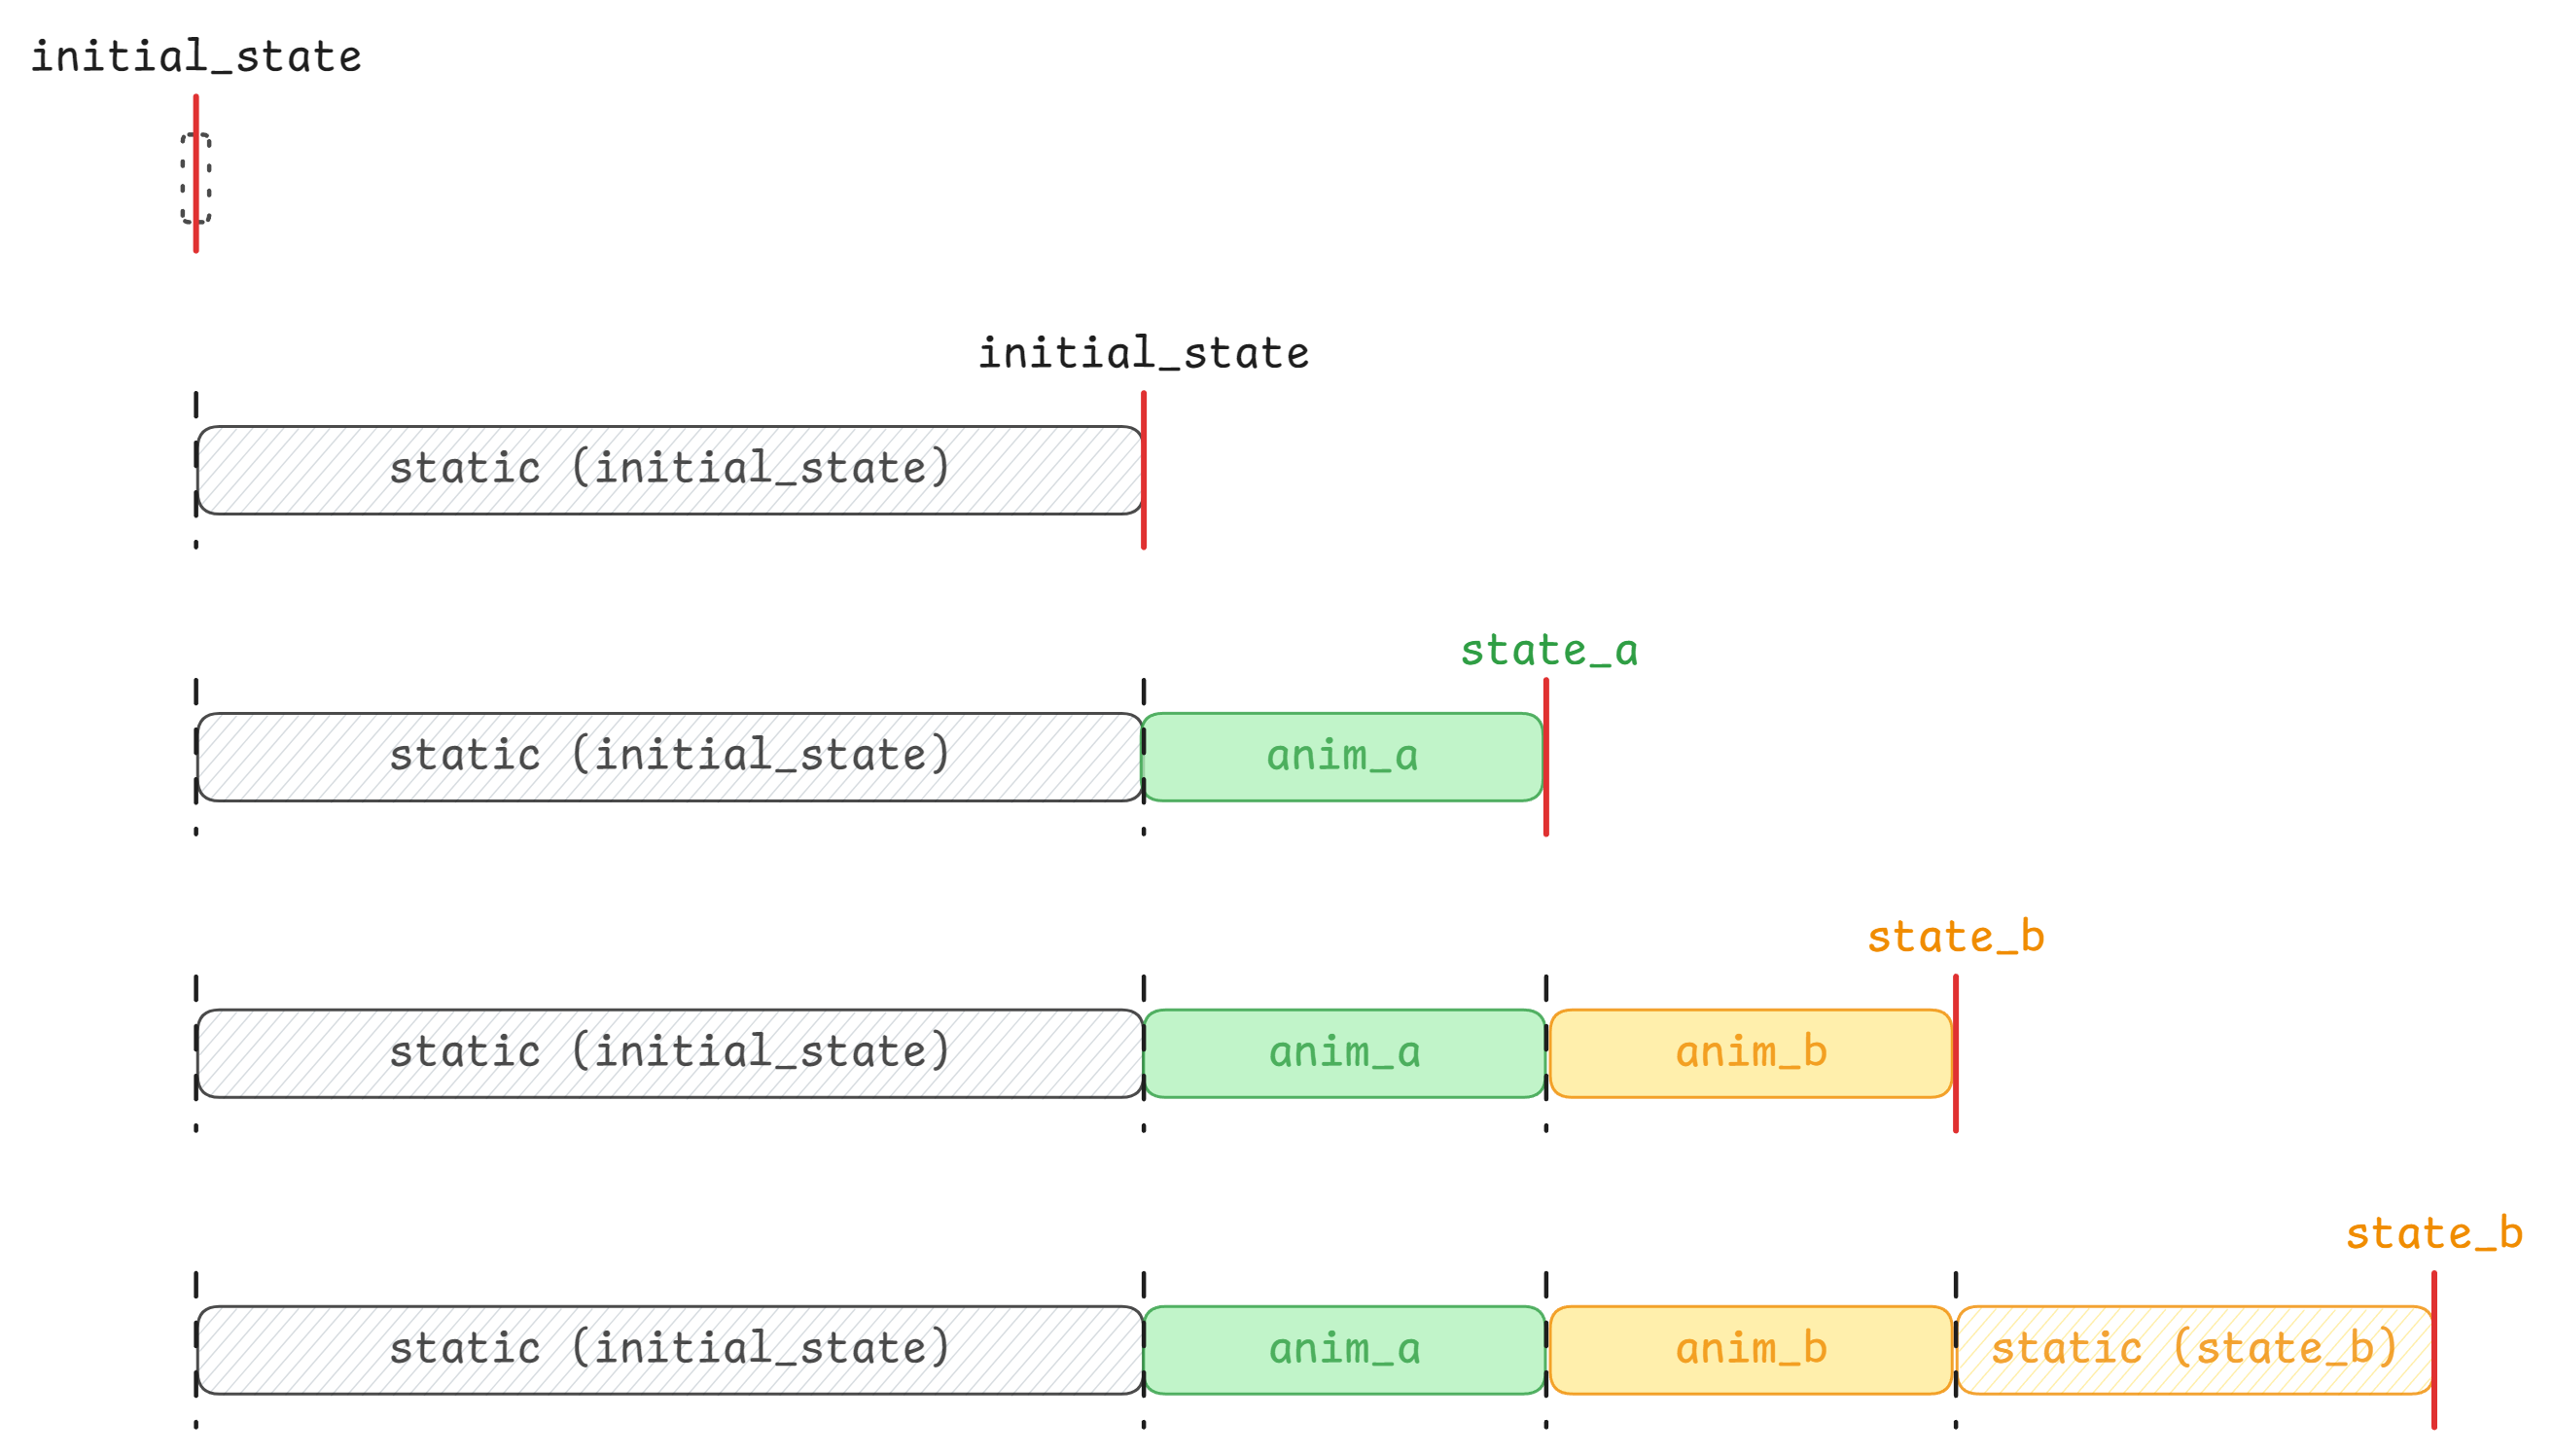 initial_state
initial_state
static (initial_state)
state_a
static (initial_state) anim_a
state_b
static (initial_state) anim_a anim_b
state_b
static (initial_state) anim_a anim_b static (state_b)